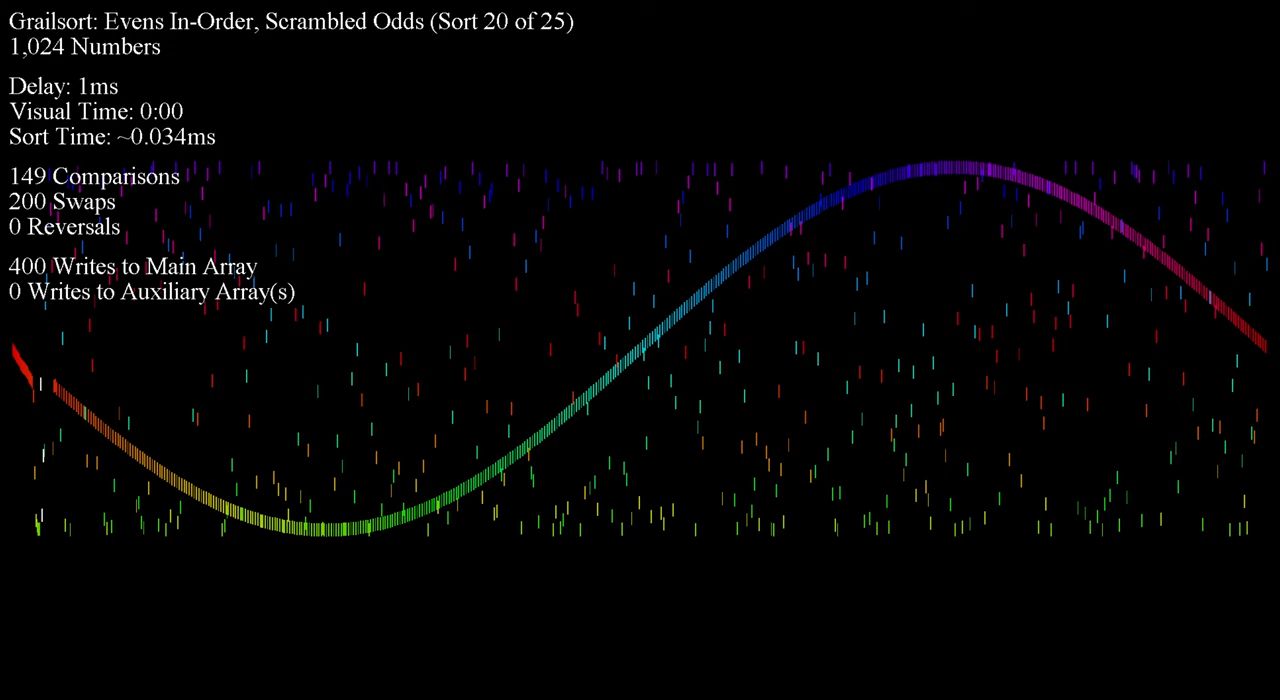 Grailsort: Evens In-Order, Scrambled Odds (Sort 20 of 25)
1,024 Numbers
Delay: 1ms
Visual Time: 0:00
Sort Time: ~0.034ms
149 Comparisons
200 Swaps
0 Reversals
400 Writes to Main Array
0 Writes to Auxiliary Array(s)